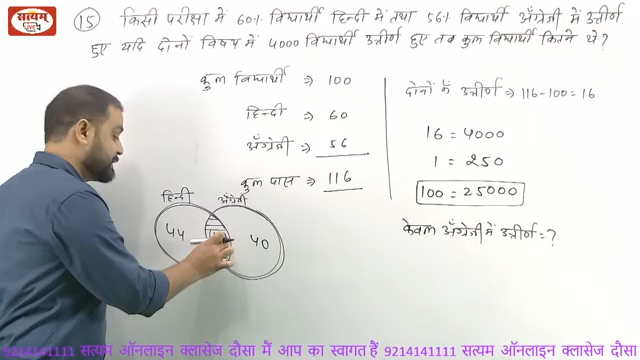 सत्यम
15 किसी परीक्षा में 60% विद्यार्थी हिन्दी में तथा 56% विद्यार्थी अँग्रेजी में उत्तीर्ण
हुए यदि दोनों विषय में 4000 विद्यार्थी उत्तीर्ण हुए तब कुल विद्यार्थी कितने थे?
कुल विद्यार्थी ⇒ 100
हिन्दी ⇒ 60
अँग्रेजी ⇒ 56
कुल पास ⇒ 116
हिन्दी अँग्रेजी
44 40
दोनों में उत्तीर्ण ⇒ 116-100=16
16 = 4000
1 = 250
100 = 25000
केवल अँग्रेजी में उत्तीर्ण = ?
9214141111 सत्यम ऑनलाइन क्लासेज दौसा मैं आप का स्वागत हैं 9214141111 सत्यम ऑनलाइन क्लासेज दौसा